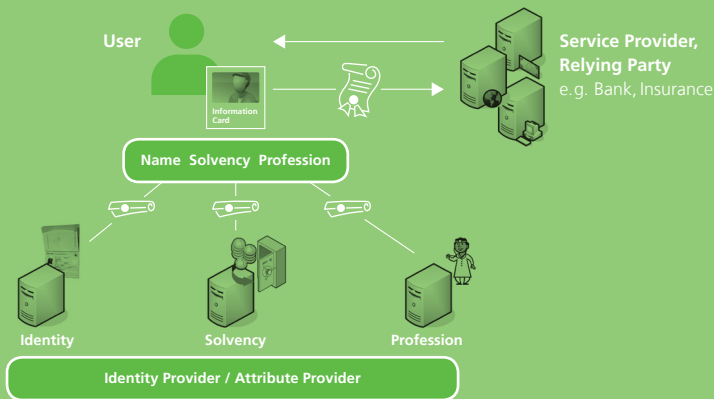 User
Service Provider,
Relying Party
e.g. Bank, Insurance
Information
Card
Name Solvency Profession
Identity
Solvency
Profession
Identity Provider / Attribute Provider